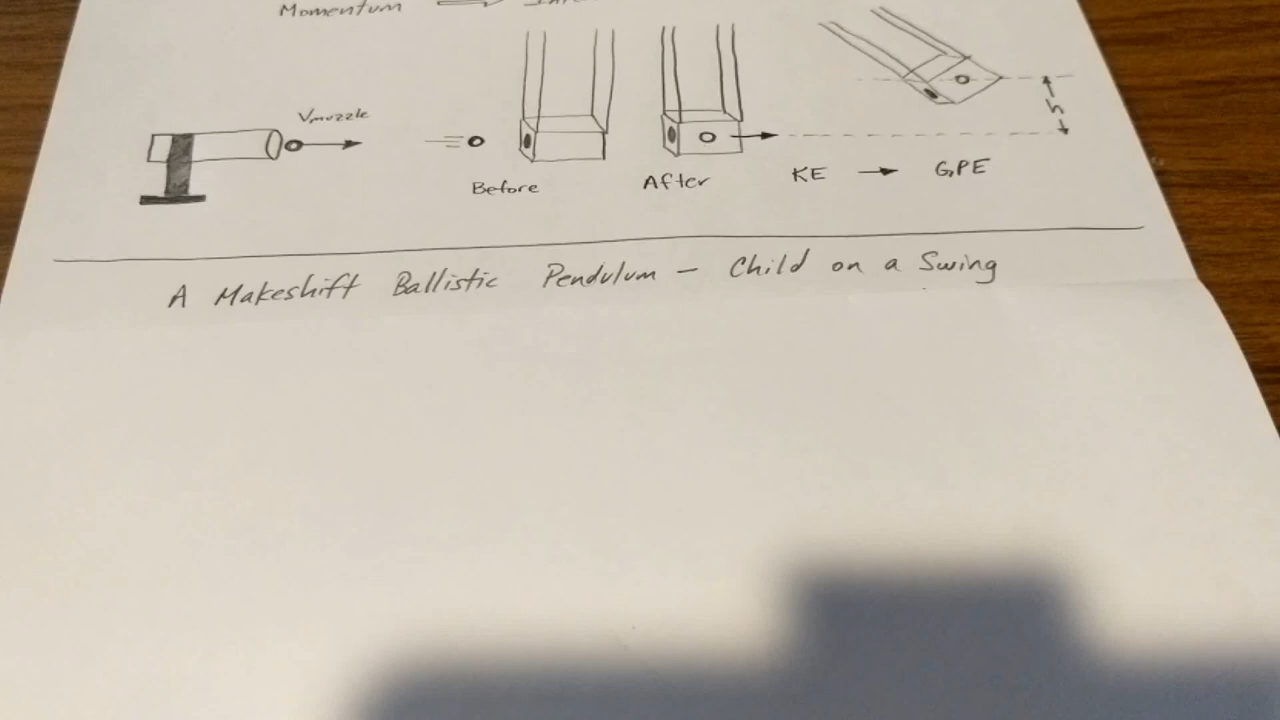 Momentum
Vmuzzle
h
Before
After
KE → GPE
A Makeshift Ballistic Pendulum – Child on a Swing